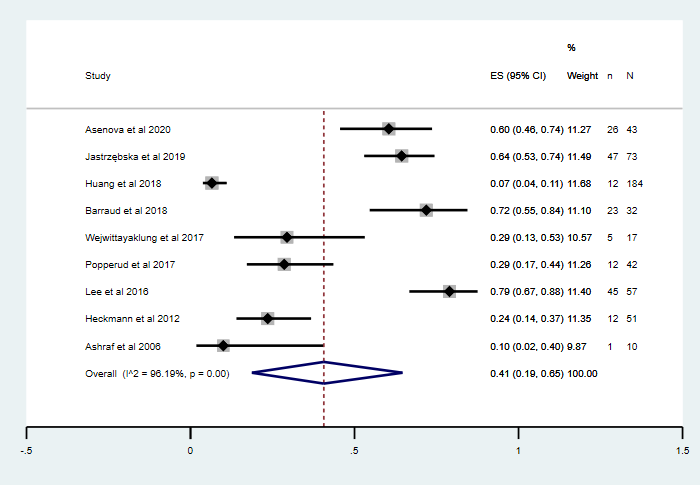 %
Study ES (95% CI) Weight n N
Asenova et al 2020 0.60 (0.46, 0.74) 11.27 26 43
Jastrzębska et al 2019 0.64 (0.53, 0.74) 11.49 47 73
Huang et al 2018 0.07 (0.04, 0.11) 11.68 12 184
Barraud et al 2018 0.72 (0.55, 0.84) 11.10 23 32
Wejwittayaklung et al 2017 0.29 (0.13, 0.53) 10.57 5 17
Popperud et al 2017 0.29 (0.17, 0.44) 11.26 12 42
Lee et al 2016 0.79 (0.67, 0.88) 11.40 45 57
Heckmann et al 2012 0.24 (0.14, 0.37) 11.35 12 51
Ashraf et al 2006 0.10 (0.02, 0.40) 9.87 1 10
Overall (I^2 = 96.19%, p = 0.00) 0.41 (0.19, 0.65) 100.00
-.5 0 .5 1 1.5